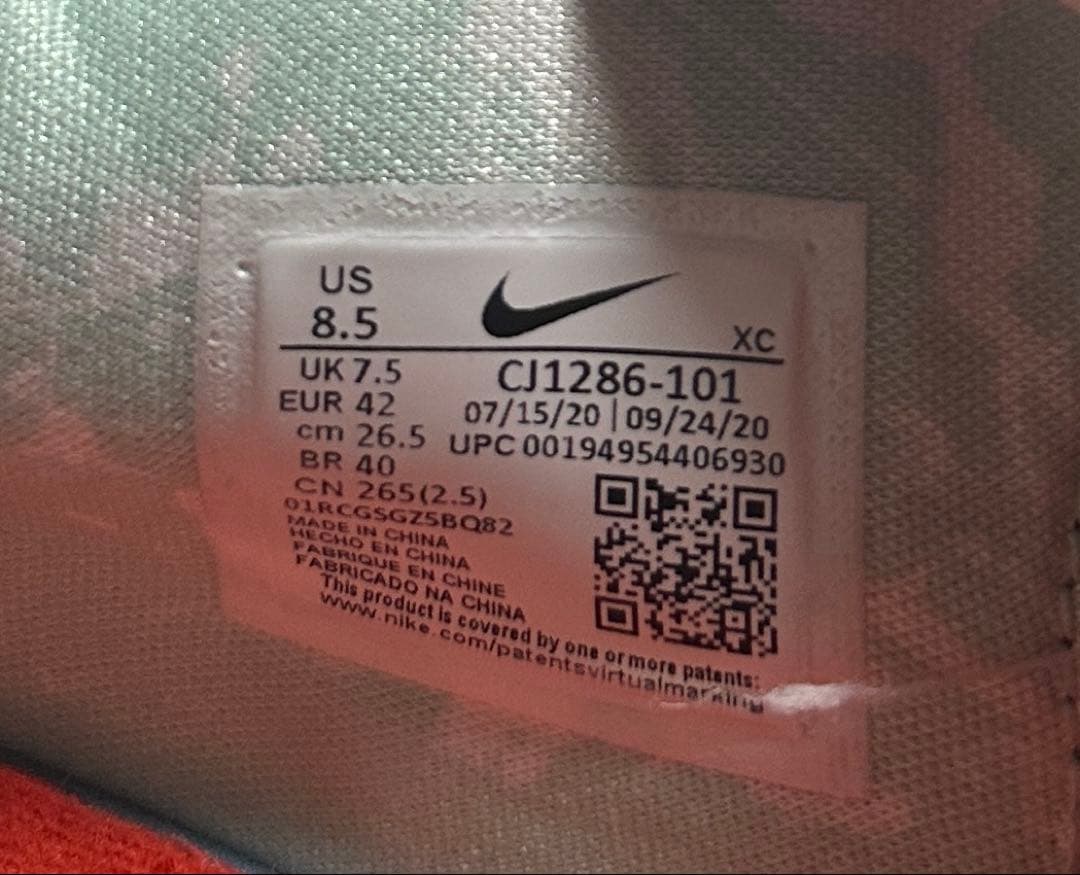 US
8.5
XC
UK 7.5
EUR 42
cm 26.5
BR 40
CN 265(2.5)
CJ1286-101
07/15/20 | 09/24/20
UPC 00194954406930
01RCGSGZ5BQ82
MADE IN CHINA
HECHO EN CHINA
FABRIQUE EN CHINE
FABRICADO NA CHINA
This product is covered by one or more patents:
www.nike.com/patentsvirtualmarking